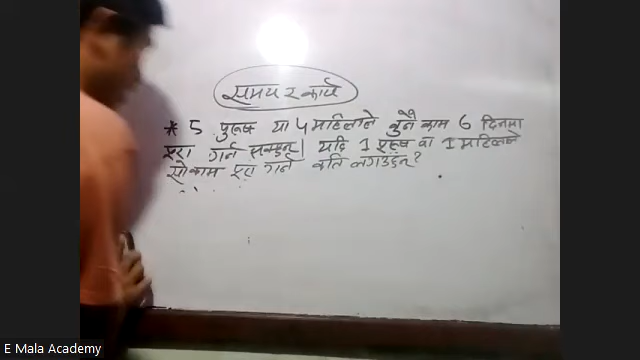 समय र कार्य
* 5 पुरूष या 4 महिलाले कुनै काम 6 दिनमा
पुरा गर्न सक्छन् । यदि 1 पुरूष वा 1 महिलाले
सो काम पुरा गर्न कति लगाउँछन् ?
E Mala Academy